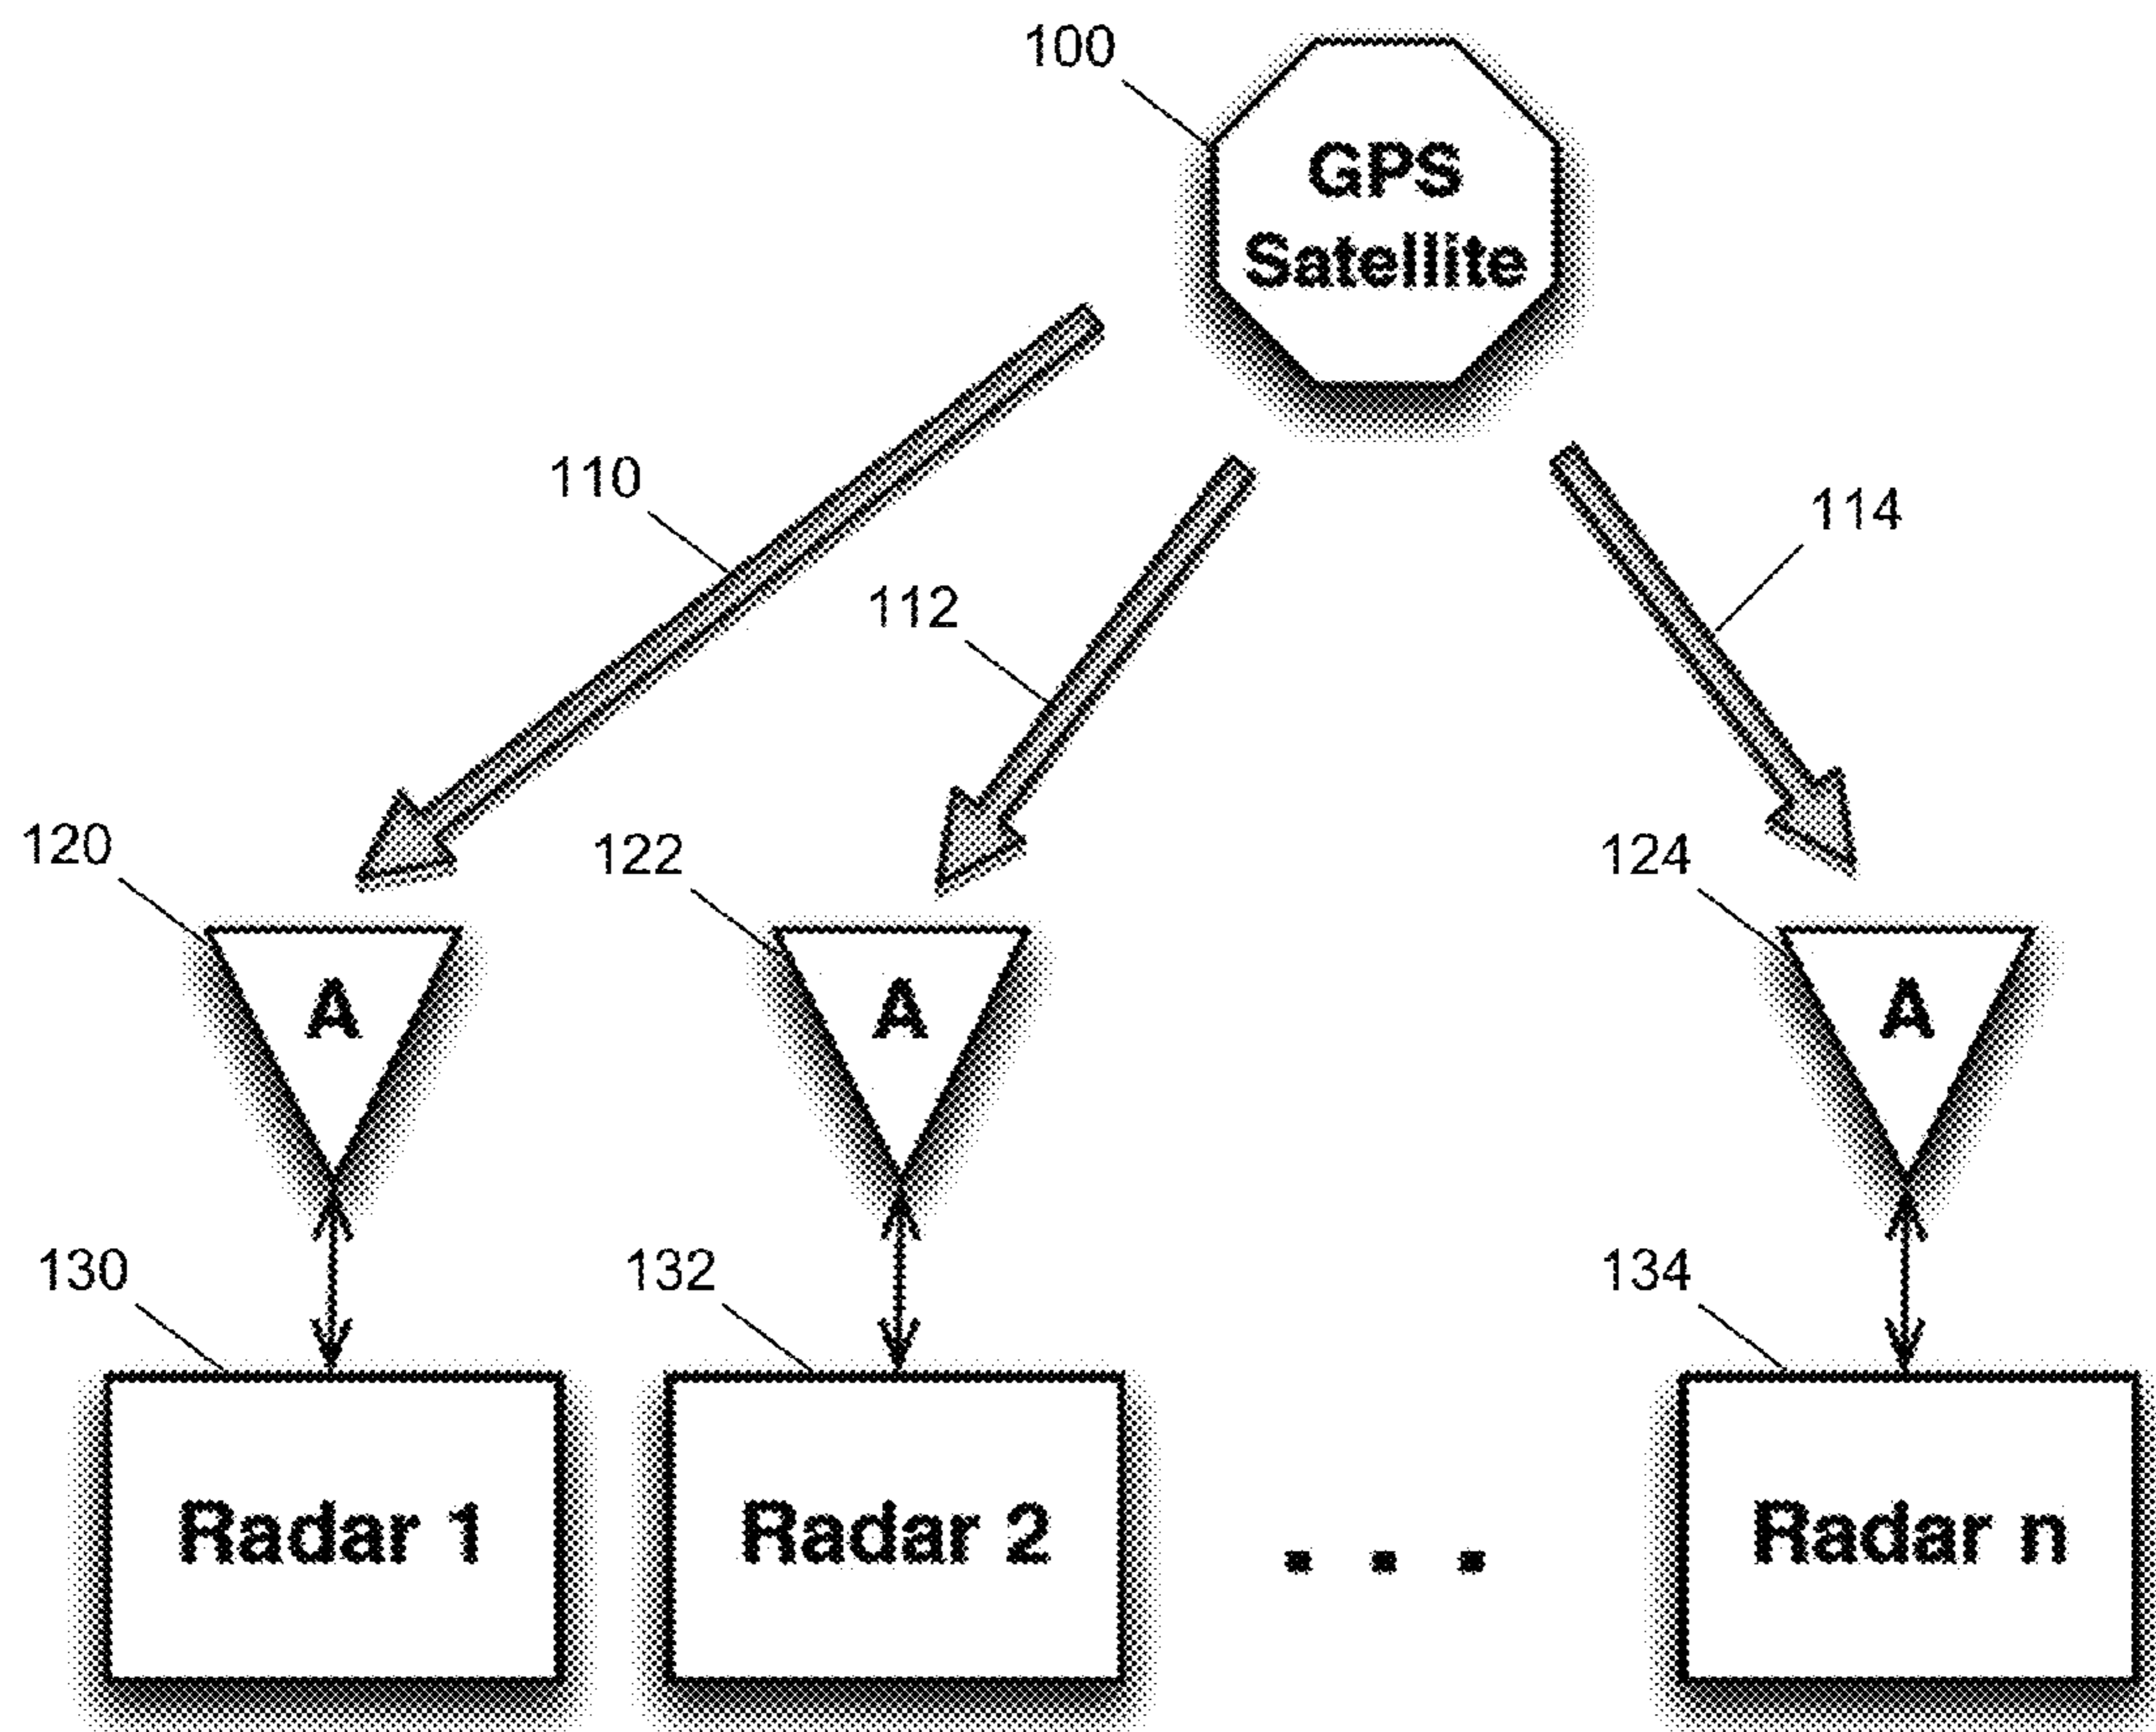 100
GPS
Satellite
110
114
112
120
122
124
A
A
A
130
132
134
Radar 1
Radar 2
. . .
Radar n